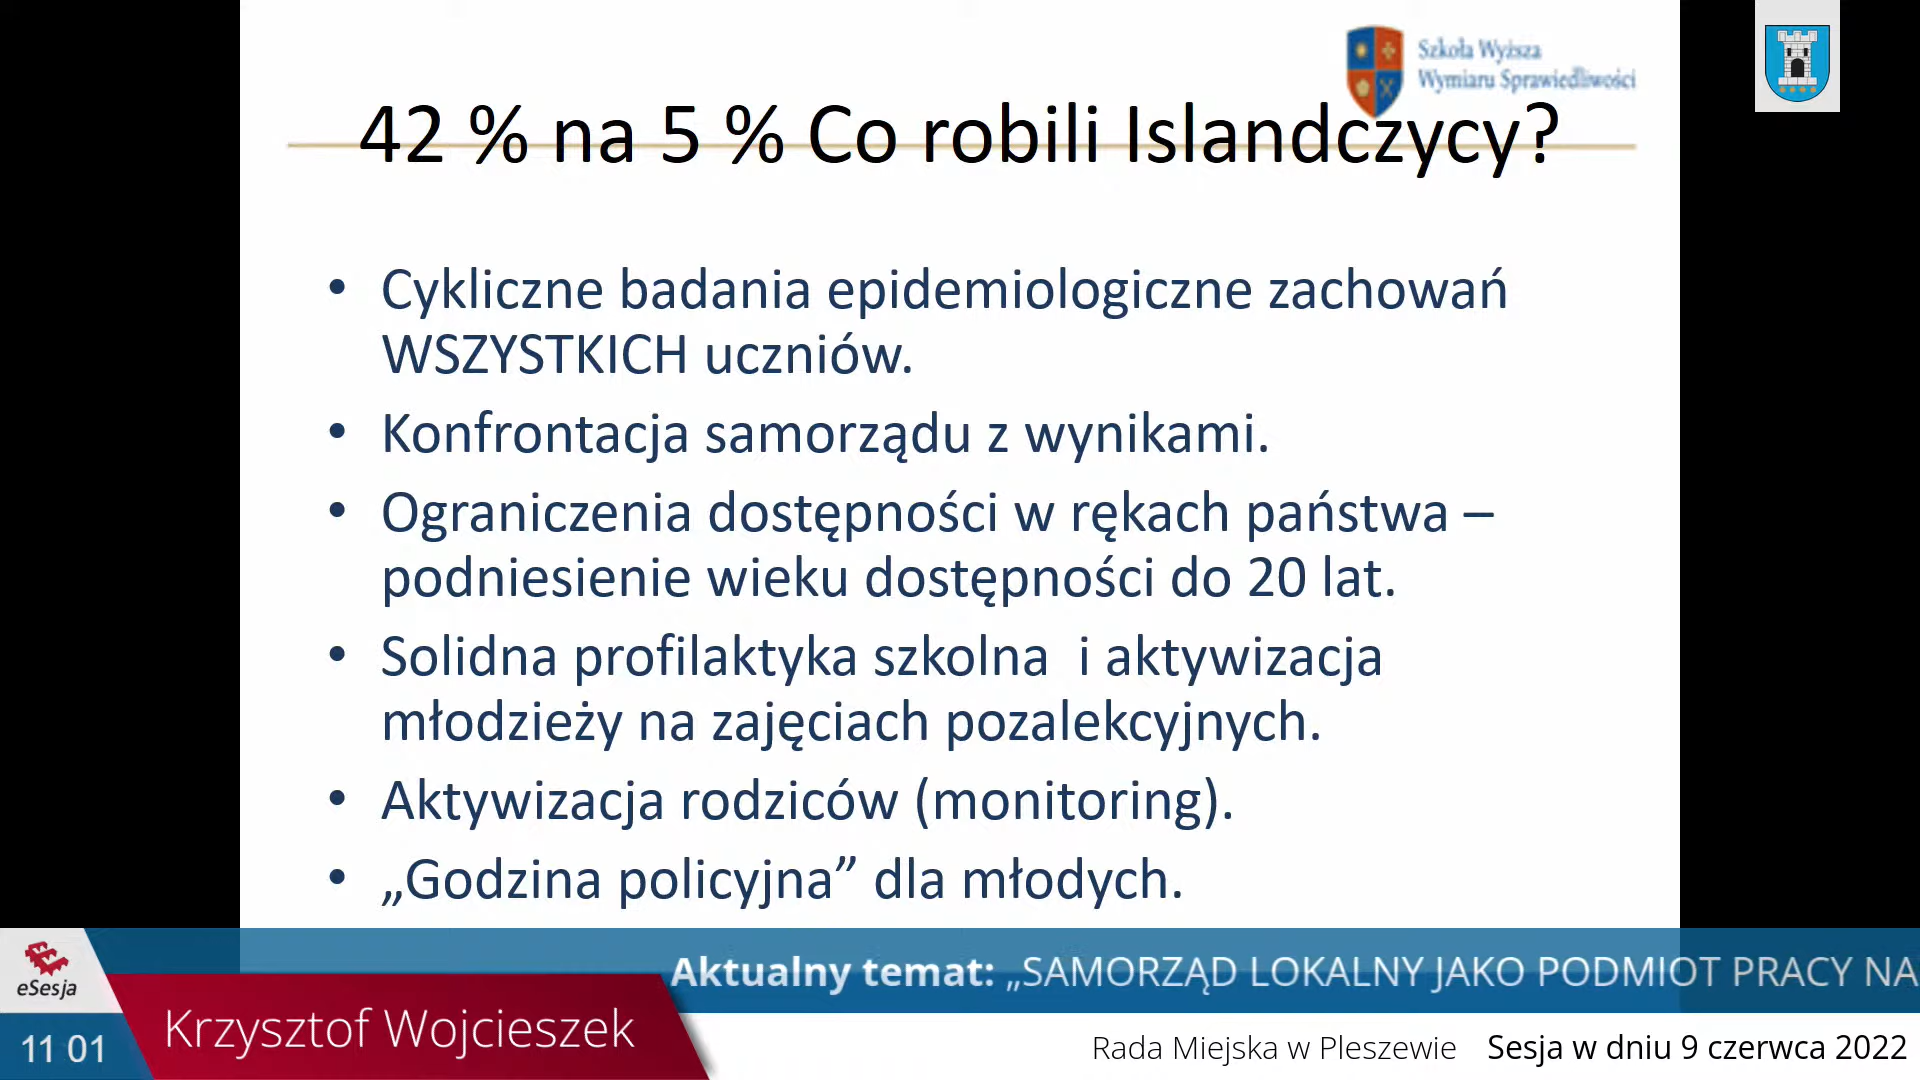 Szkoła Wyższa
Wymiaru Sprawiedliwości
42 % na 5 % Co robili Islandczycy?
• Cykliczne badania epidemiologiczne zachowań
WSZYSTKICH uczniów.
• Konfrontacja samorządu z wynikami.
• Ograniczenia dostępności w rękach państwa –
podniesienie wieku dostępności do 20 lat.
• Solidna profilaktyka szkolna  i aktywizacja
młodzieży na zajęciach pozalekcyjnych.
• Aktywizacja rodziców (monitoring).
• „Godzina policyjna” dla młodych.
Aktualny temat: „SAMORZĄD LOKALNY JAKO PODMIOT PRACY NA
eSesja
Krzysztof Wojcieszek
11 01
Rada Miejska w Pleszewie Sesja w dniu 9 czerwca 2022